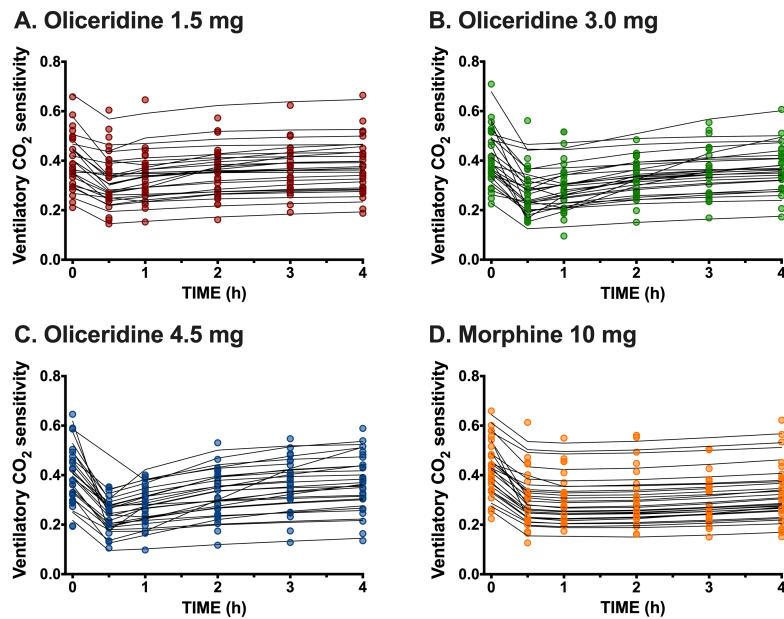 A. Oliceridine 1.5 mg
Ventilatory CO2 sensitivity
0.8
0.6
0.4
0.2
0.0
0 1 2 3 4
TIME (h)
B. Oliceridine 3.0 mg
Ventilatory CO2 sensitivity
0.8
0.6
0.4
0.2
0.0
0 1 2 3 4
TIME (h)
C. Oliceridine 4.5 mg
Ventilatory CO2 sensitivity
0.8
0.6
0.4
0.2
0.0
0 1 2 3 4
TIME (h)
D. Morphine 10 mg
Ventilatory CO2 sensitivity
0.8
0.6
0.4
0.2
0.0
0 1 2 3 4
TIME (h)